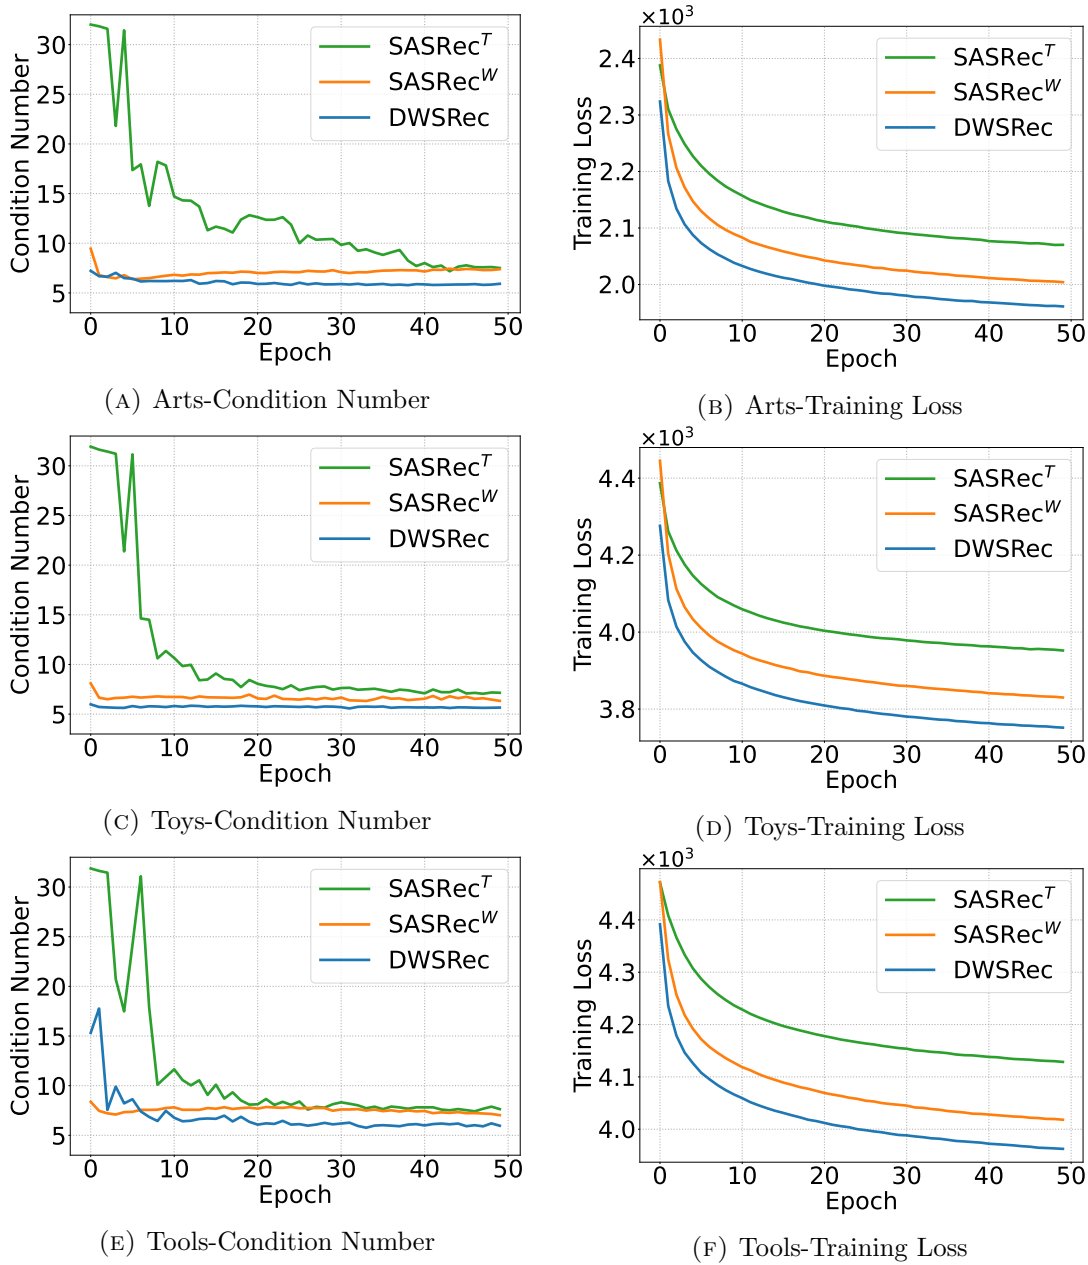 30
25
20
15
10
5
Condition Number
SASRec^T
SASRec^W
DWSRec
0 10 20 30 40 50
Epoch
(A) Arts-Condition Number
×10^3
2.4
2.3
2.2
2.1
2.0
Training Loss
SASRec^T
SASRec^W
DWSRec
0 10 20 30 40 50
Epoch
(B) Arts-Training Loss
30
25
20
15
10
5
Condition Number
SASRec^T
SASRec^W
DWSRec
0 10 20 30 40 50
Epoch
(C) Toys-Condition Number
×10^3
4.4
4.2
4.0
3.8
Training Loss
SASRec^T
SASRec^W
DWSRec
0 10 20 30 40 50
Epoch
(D) Toys-Training Loss
30
25
20
15
10
5
Condition Number
SASRec^T
SASRec^W
DWSRec
0 10 20 30 40 50
Epoch
(E) Tools-Condition Number
×10^3
4.4
4.3
4.2
4.1
4.0
Training Loss
SASRec^T
SASRec^W
DWSRec
0 10 20 30 40 50
Epoch
(F) Tools-Training Loss